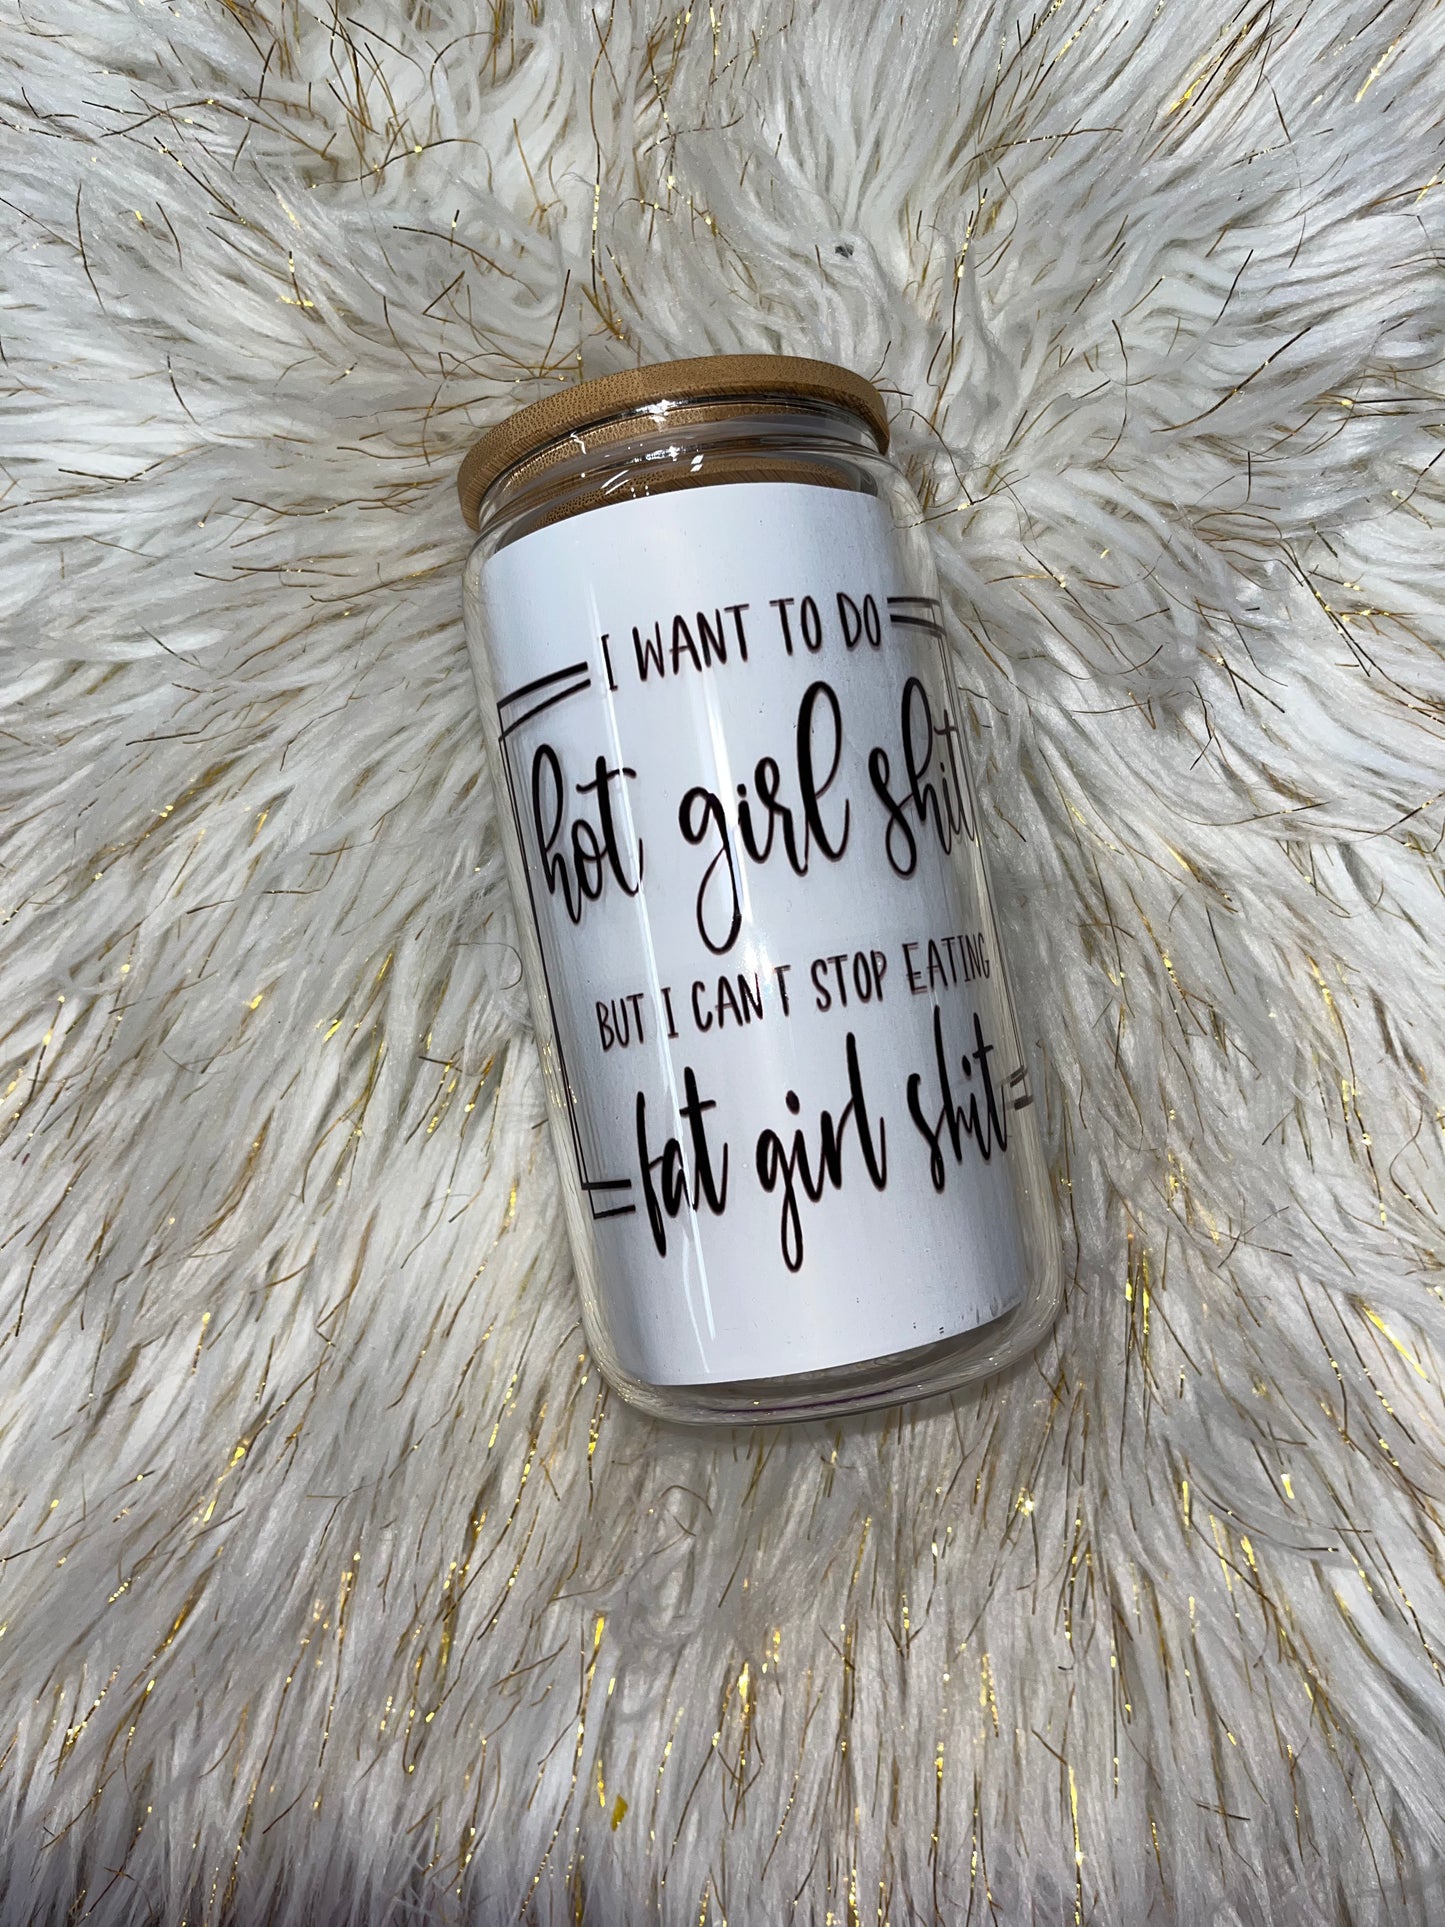 I WANT TO DO
hot girl shit
BUT I CAN'T STOP EATING
fat girl shit